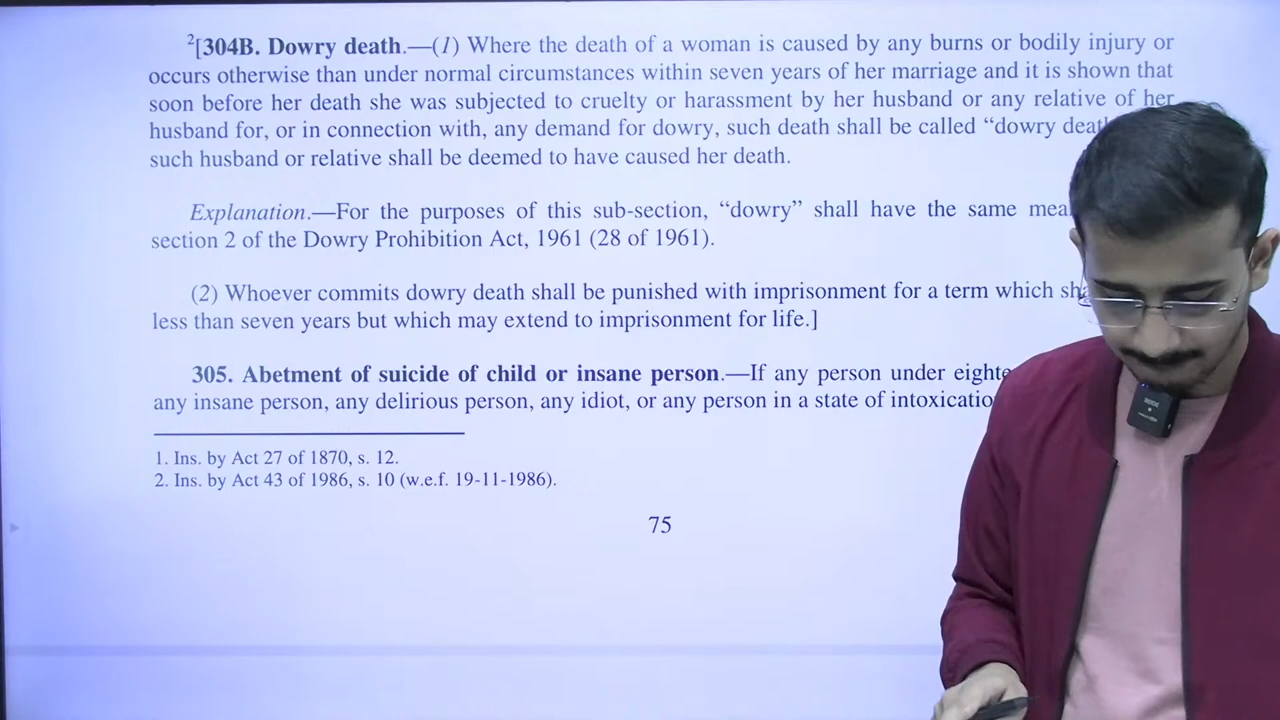 ²[304B. Dowry death.—(1) Where the death of a woman is caused by any burns or bodily injury or
occurs otherwise than under normal circumstances within seven years of her marriage and it is shown that
soon before her death she was subjected to cruelty or harassment by her husband or any relative of her
husband for, or in connection with, any demand for dowry, such death shall be called “dowry
such husband or relative shall be deemed to have caused her death.
Explanation.—For the purposes of this sub-section, “dowry” shall have the same
section 2 of the Dowry Prohibition Act, 1961 (28 of 1961).
(2) Whoever commits dowry death shall be punished with imprisonment for a term which
less than seven years but which may extend to imprisonment for life.]
305. Abetment of suicide of child or insane person.—If any person under
any insane person, any delirious person, any idiot, or any person in a state of
1. Ins. by Act 27 of 1870, s. 12.
2. Ins. by Act 43 of 1986, s. 10 (w.e.f. 19-11-1986).
75